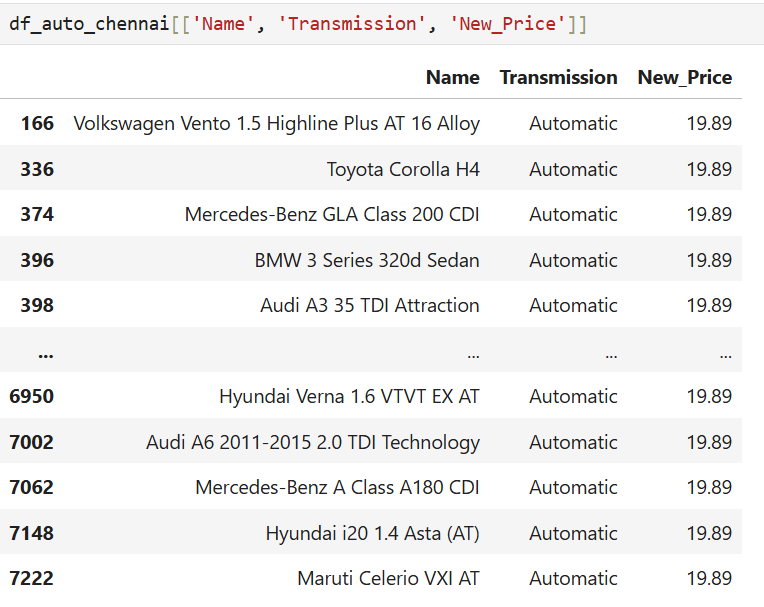 df_auto_chennai[['Name', 'Transmission', 'New_Price']]
Name Transmission New_Price
166 Volkswagen Vento 1.5 Highline Plus AT 16 Alloy Automatic 19.89
336 Toyota Corolla H4 Automatic 19.89
374 Mercedes-Benz GLA Class 200 CDI Automatic 19.89
396 BMW 3 Series 320d Sedan Automatic 19.89
398 Audi A3 35 TDI Attraction Automatic 19.89
... ... ... ...
6950 Hyundai Verna 1.6 VTVT EX AT Automatic 19.89
7002 Audi A6 2011-2015 2.0 TDI Technology Automatic 19.89
7062 Mercedes-Benz A Class A180 CDI Automatic 19.89
7148 Hyundai i20 1.4 Asta (AT) Automatic 19.89
7222 Maruti Celerio VXI AT Automatic 19.89